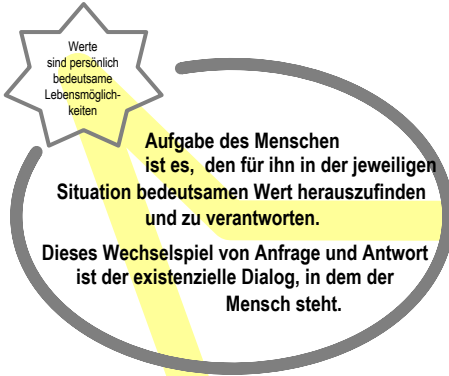 Werte
sind persönlich
bedeutsame
Lebensmöglich-
keiten
Aufgabe des Menschen
ist es, den für ihn in der jeweiligen
Situation bedeutsamen Wert herauszufinden
und zu verantworten.
Dieses Wechselspiel von Anfrage und Antwort
ist der existenzielle Dialog, in dem der
Mensch steht.